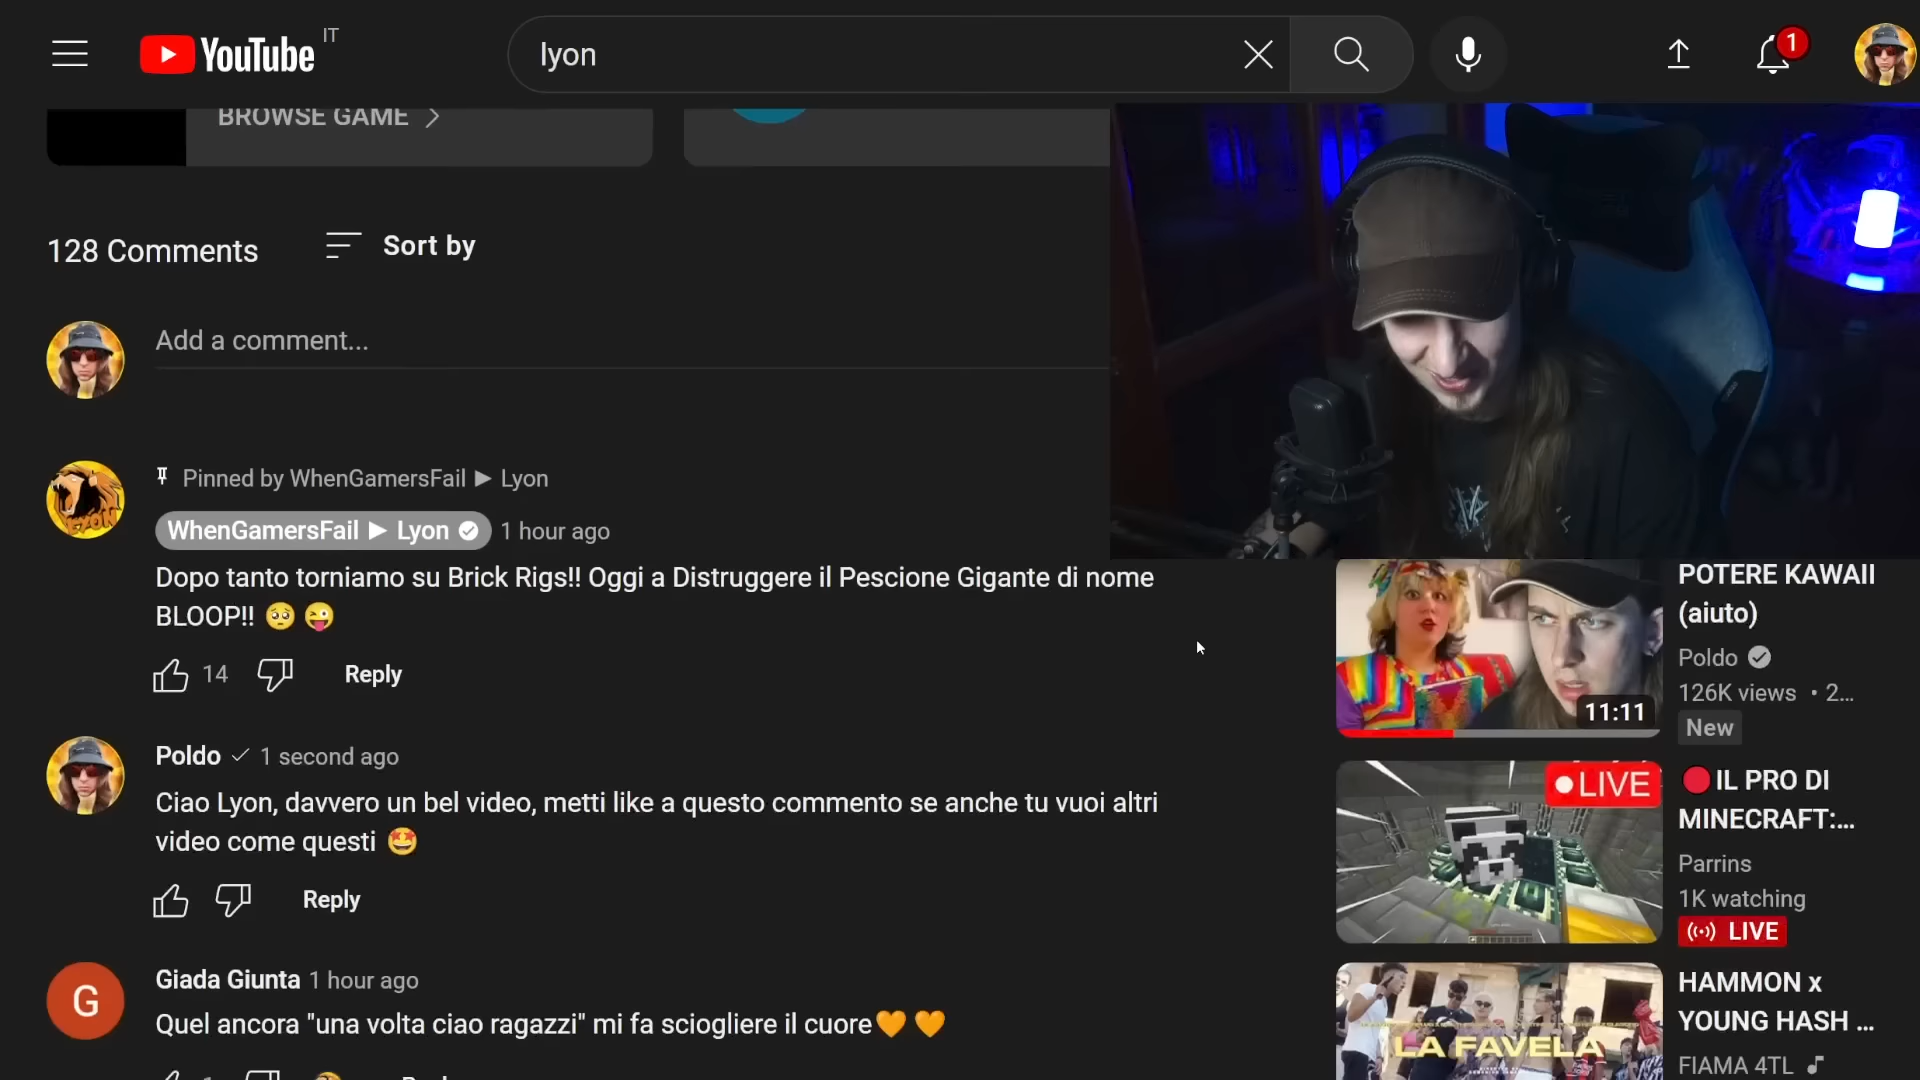 YouTube IT
lyon
1
BROWSE GAME
128 Comments
Sort by
Add a comment...
Pinned by WhenGamersFail ► Lyon
WhenGamersFail ► Lyon 1 hour ago
Dopo tanto torniamo su Brick Rigs!! Oggi a Distruggere il Pescione Gigante di nome
BLOOP!! 🥺 😜
14
Reply
Poldo 1 second ago
Ciao Lyon, davvero un bel video, metti like a questo commento se anche tu vuoi altri
video come questi 🤩
Reply
G
Giada Giunta 1 hour ago
Quel ancora "una volta ciao ragazzi" mi fa sciogliere il cuore🧡 🧡
11:11
POTERE KAWAII
(aiuto)
Poldo
126K views • 2...
New
LIVE
🔴IL PRO DI
MINECRAFT:...
Parrins
1K watching
LIVE
LA FAVELA
HAMMON x
YOUNG HASH ...
FIAMA 4TL